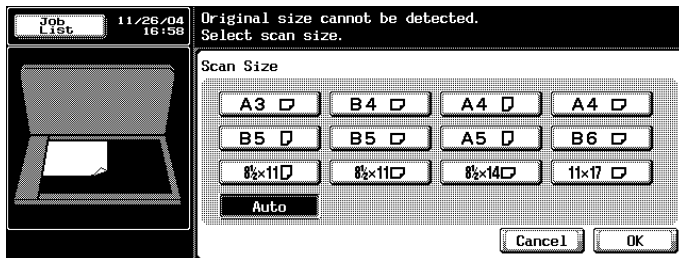 Job
List
11/26/04
16:58
Original size cannot be detected.
Select scan size.
Scan Size
A3 B4 A4 A4
B5 B5 A5 B6
8½×11 8½×11 8½×14 11×17
Auto
Cancel OK